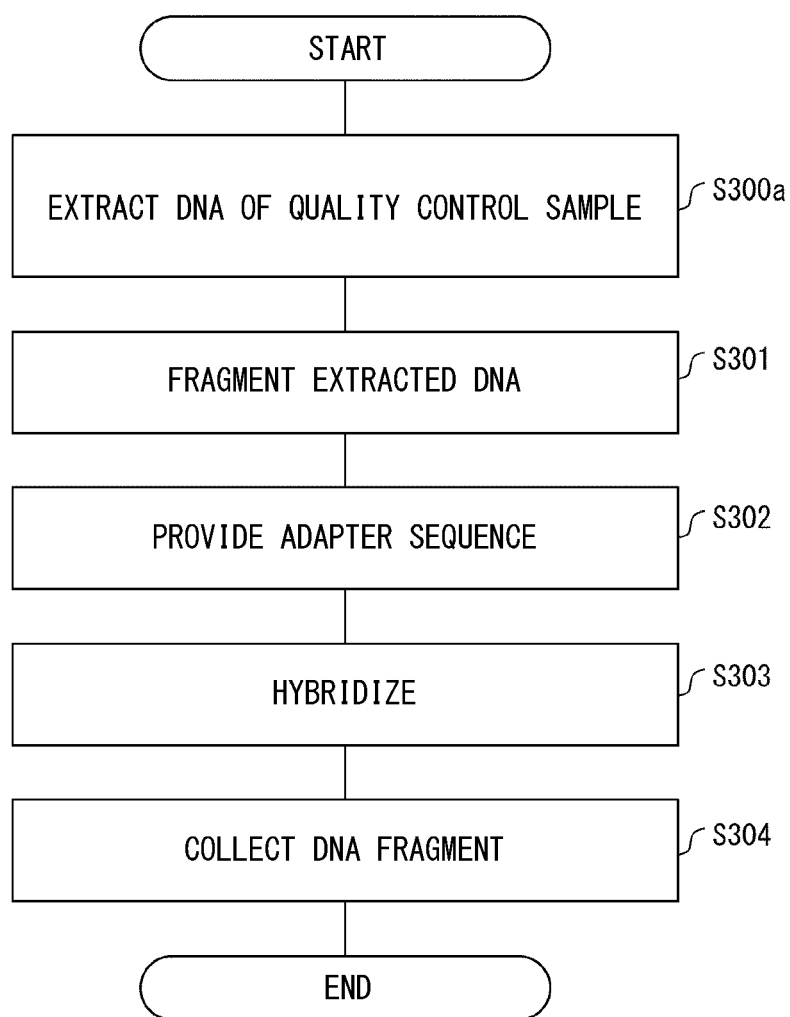 START
EXTRACT DNA OF QUALITY CONTROL SAMPLE
S300a
FRAGMENT EXTRACTED DNA
S301
PROVIDE ADAPTER SEQUENCE
S302
HYBRIDIZE
S303
COLLECT DNA FRAGMENT
S304
END